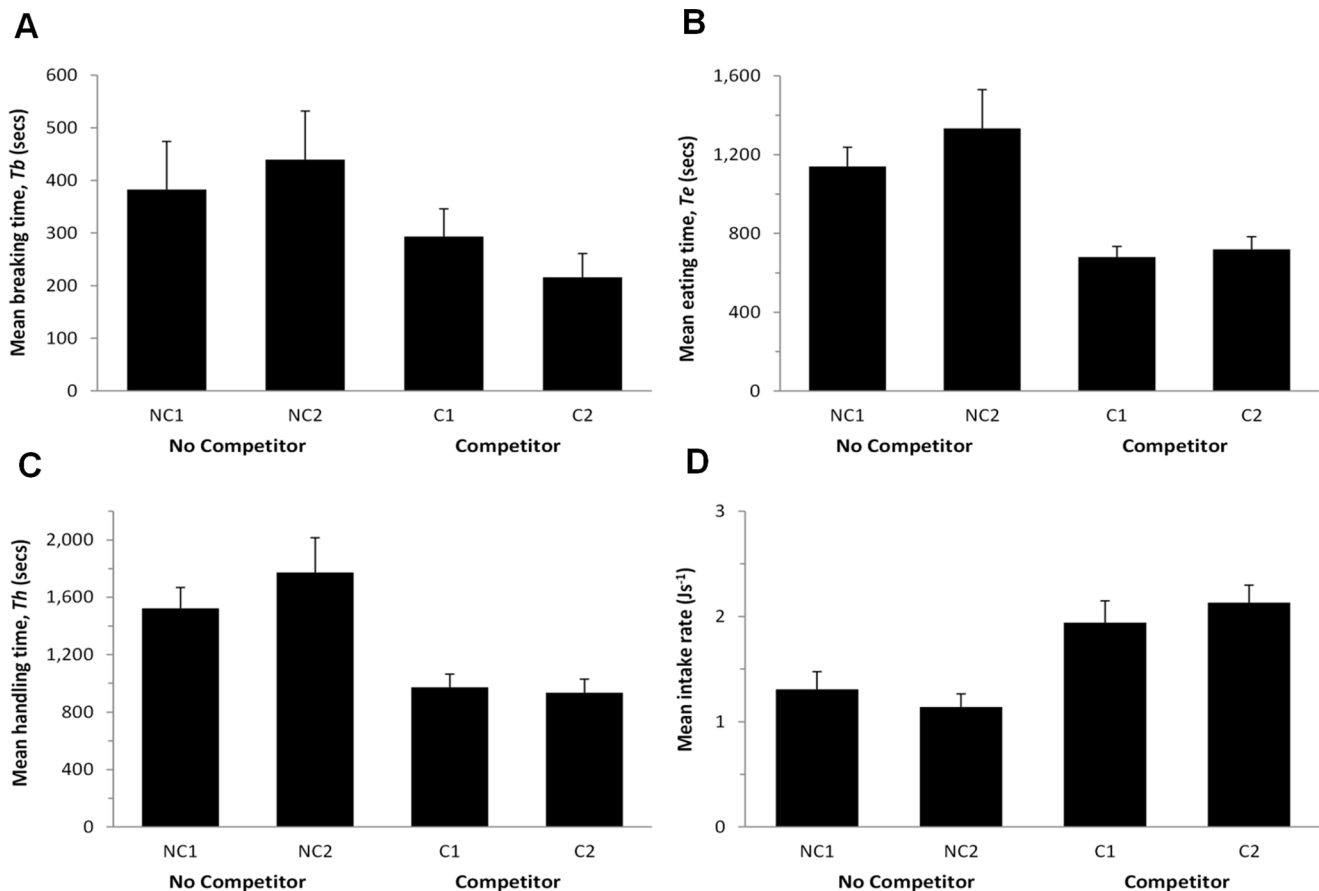 A
Mean breaking time, Tb (secs)
600
500
400
300
200
100
0
NC1 NC2 C1 C2
No Competitor Competitor
B
Mean eating time, Te (secs)
1,600
1,200
800
400
0
NC1 NC2 C1 C2
No Competitor Competitor
C
Mean handling time, Th (secs)
2,000
1,600
1,200
800
400
0
NC1 NC2 C1 C2
No Competitor Competitor
D
Mean intake rate (Js⁻¹)
3
2
1
0
NC1 NC2 C1 C2
No Competitor Competitor